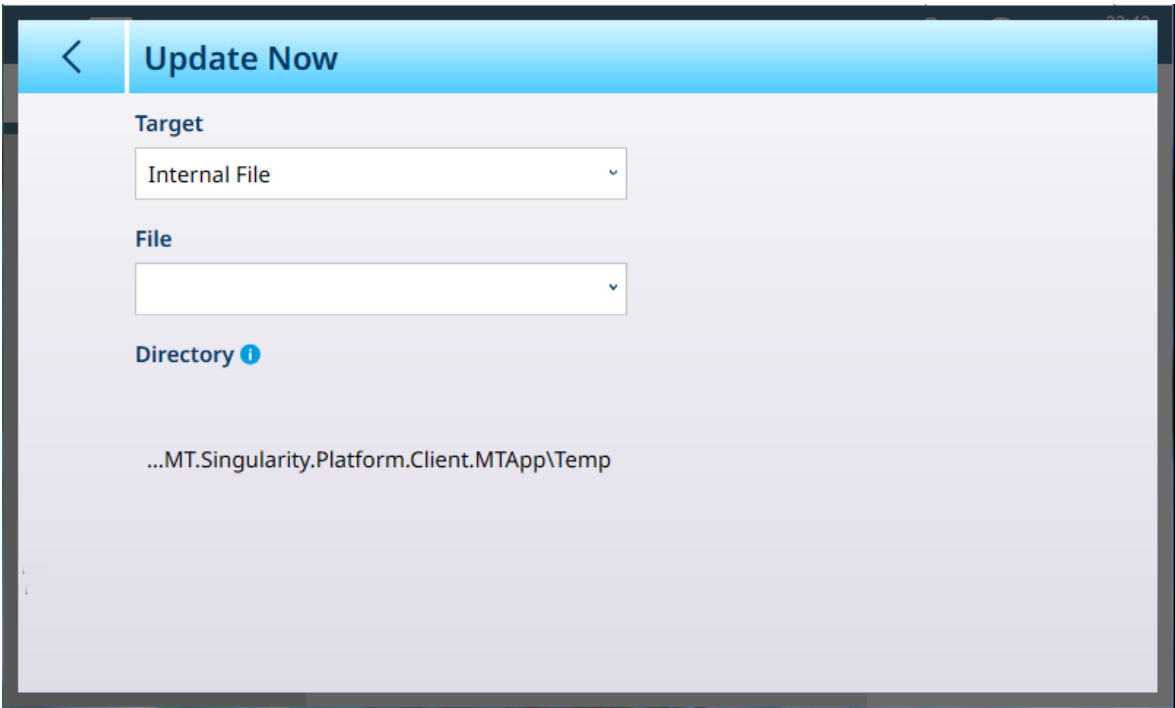 Update Now
Target
Internal File
File
Directory
...MT.Singularity.Platform.Client.MTApp\Temp